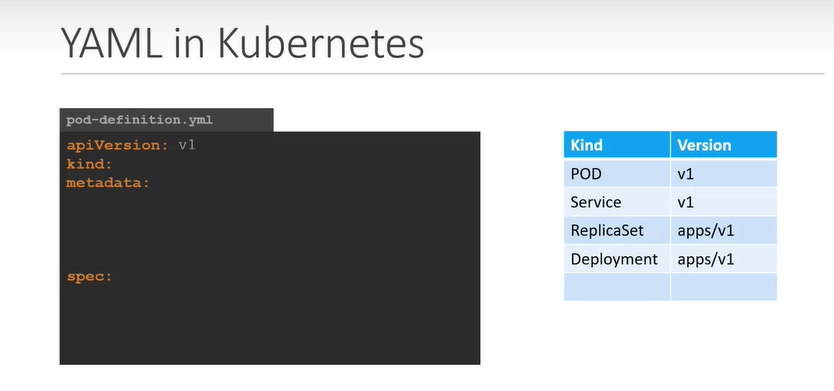 YAML in Kubernetes
pod-definition.yml
apiVersion: v1
kind:
metadata:
spec:
Kind Version
POD v1
Service v1
ReplicaSet apps/v1
Deployment apps/v1